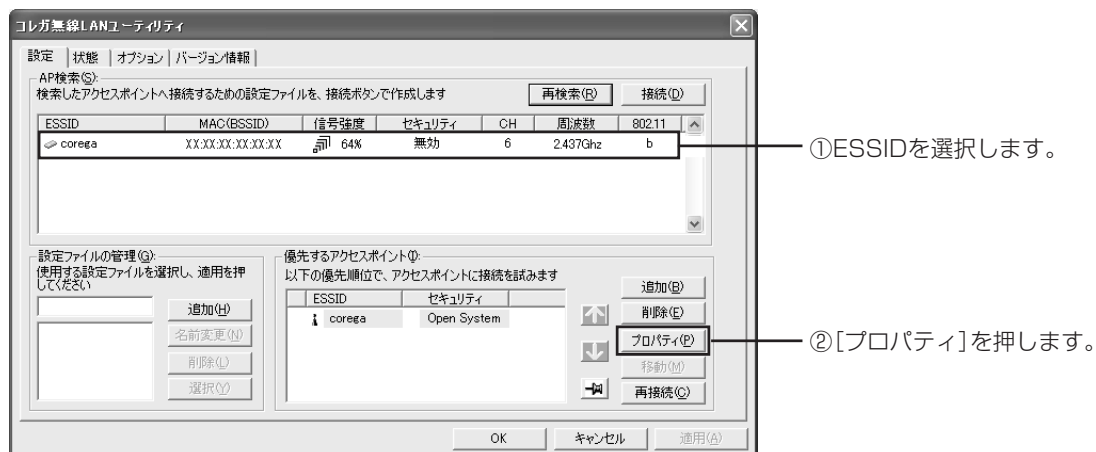 コレガ無線LANユーティリティ
設定 状態 オプション バージョン情報
AP検索(S):
検索したアクセスポイントへ接続するための設定ファイルを、接続ボタンで作成します 再検索(R) 接続(D)
ESSID MAC(BSSID) 信号強度 セキュリティ CH 周波数 802.11
corega XX:XX:XX:XX:XX:XX 64% 無効 6 2.437Ghz b
①ESSIDを選択します。
設定ファイルの管理(G):
使用する設定ファイルを選択し、適用を押
してください
追加(H)
名前変更(N)
削除(L)
選択(Y)
優先するアクセスポイント(I):
以下の優先順位で、アクセスポイントに接続を試みます
ESSID セキュリティ
corega Open System
追加(B)
削除(E)
プロパティ(P)
移動(M)
再接続(C)
②[プロパティ]を押します。
OK キャンセル 適用(A)